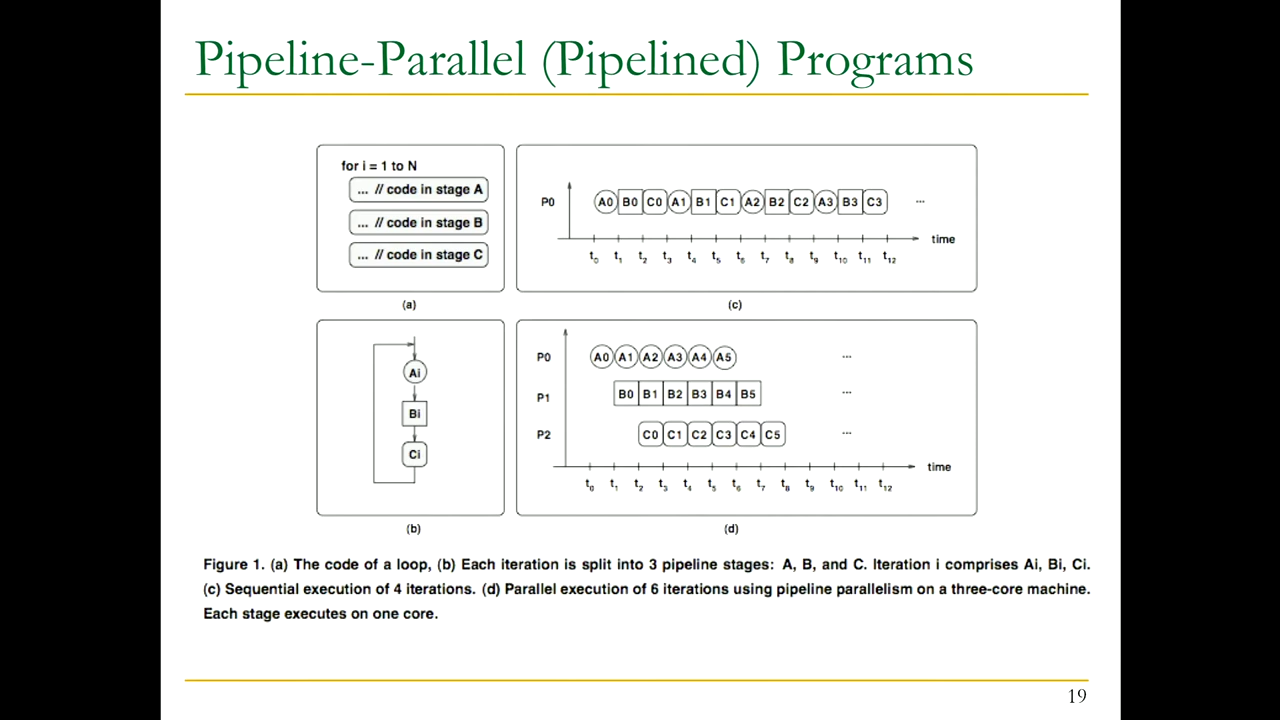 Pipeline-Parallel (Pipelined) Programs
for i = 1 to N
... // code in stage A
... // code in stage B
... // code in stage C
(a)
P0
A0 B0 C0 A1 B1 C1 A2 B2 C2 A3 B3 C3 ...
time
t0 t1 t2 t3 t4 t5 t6 t7 t8 t9 t10 t11 t12
(c)
Ai
Bi
Ci
(b)
P0 A0 A1 A2 A3 A4 A5 ...
P1 B0 B1 B2 B3 B4 B5 ...
P2 C0 C1 C2 C3 C4 C5 ...
time
t0 t1 t2 t3 t4 t5 t6 t7 t8 t9 t10 t11 t12
(d)
Figure 1. (a) The code of a loop, (b) Each iteration is split into 3 pipeline stages: A, B, and C. Iteration i comprises Ai, Bi, Ci.
(c) Sequential execution of 4 iterations. (d) Parallel execution of 6 iterations using pipeline parallelism on a three-core machine.
Each stage executes on one core.
19